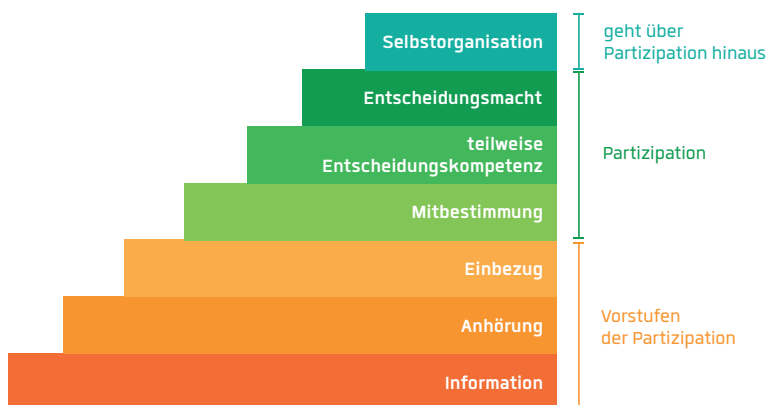 Selbstorganisation
geht über
Partizipation hinaus
Entscheidungsmacht
teilweise
Entscheidungskompetenz
Partizipation
Mitbestimmung
Einbezug
Anhörung
Vorstufen
der Partizipation
Information